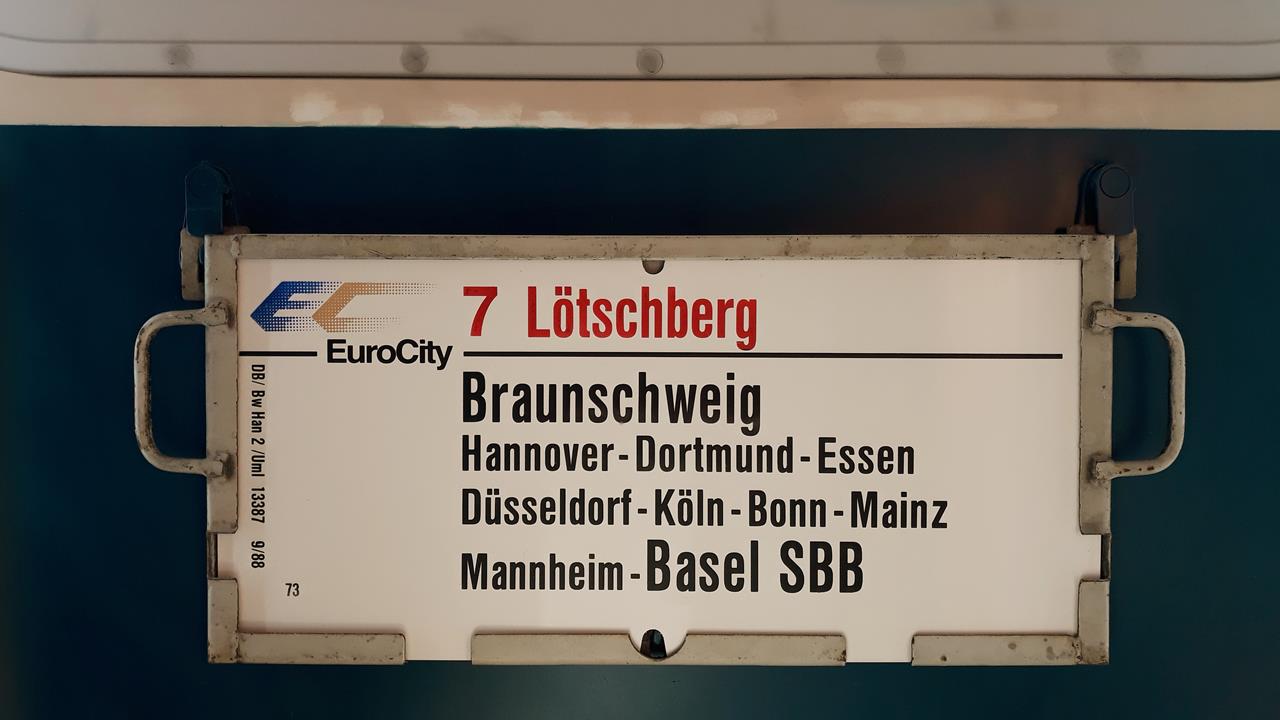 EC 7 Lötschberg
EuroCity
Braunschweig
Hannover-Dortmund-Essen
Düsseldorf-Köln-Bonn-Mainz
Mannheim-Basel SBB
DB/ Bw Han 2 /Uml 13387 9/88
73